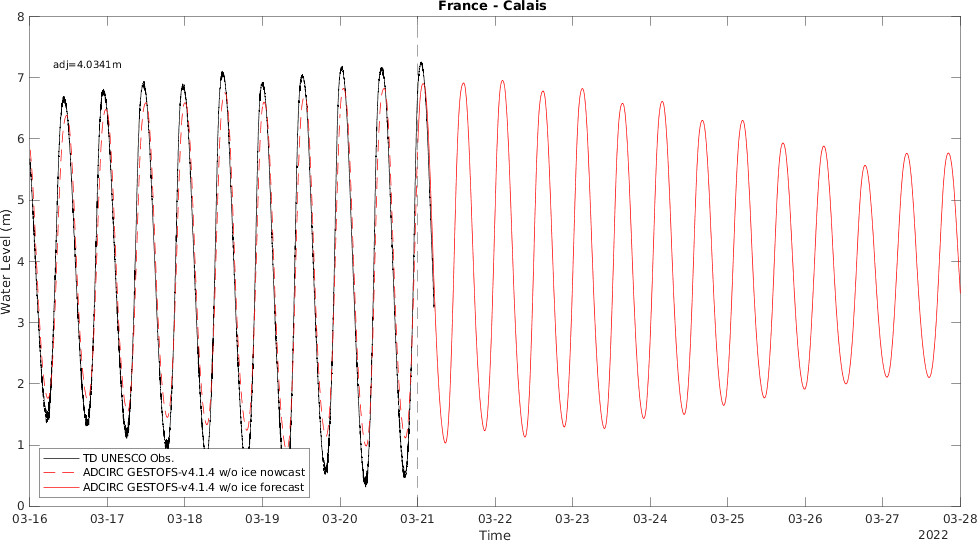 France - Calais
adj=4.0341m
8
7
6
5
4
3
2
1
0
Water Level (m)
TD UNESCO Obs.
ADCIRC GESTOFS-v4.1.4 w/o ice nowcast
ADCIRC GESTOFS-v4.1.4 w/o ice forecast
03-16 03-17 03-18 03-19 03-20 03-21 03-22 03-23 03-24 03-25 03-26 03-27 03-28
Time
2022